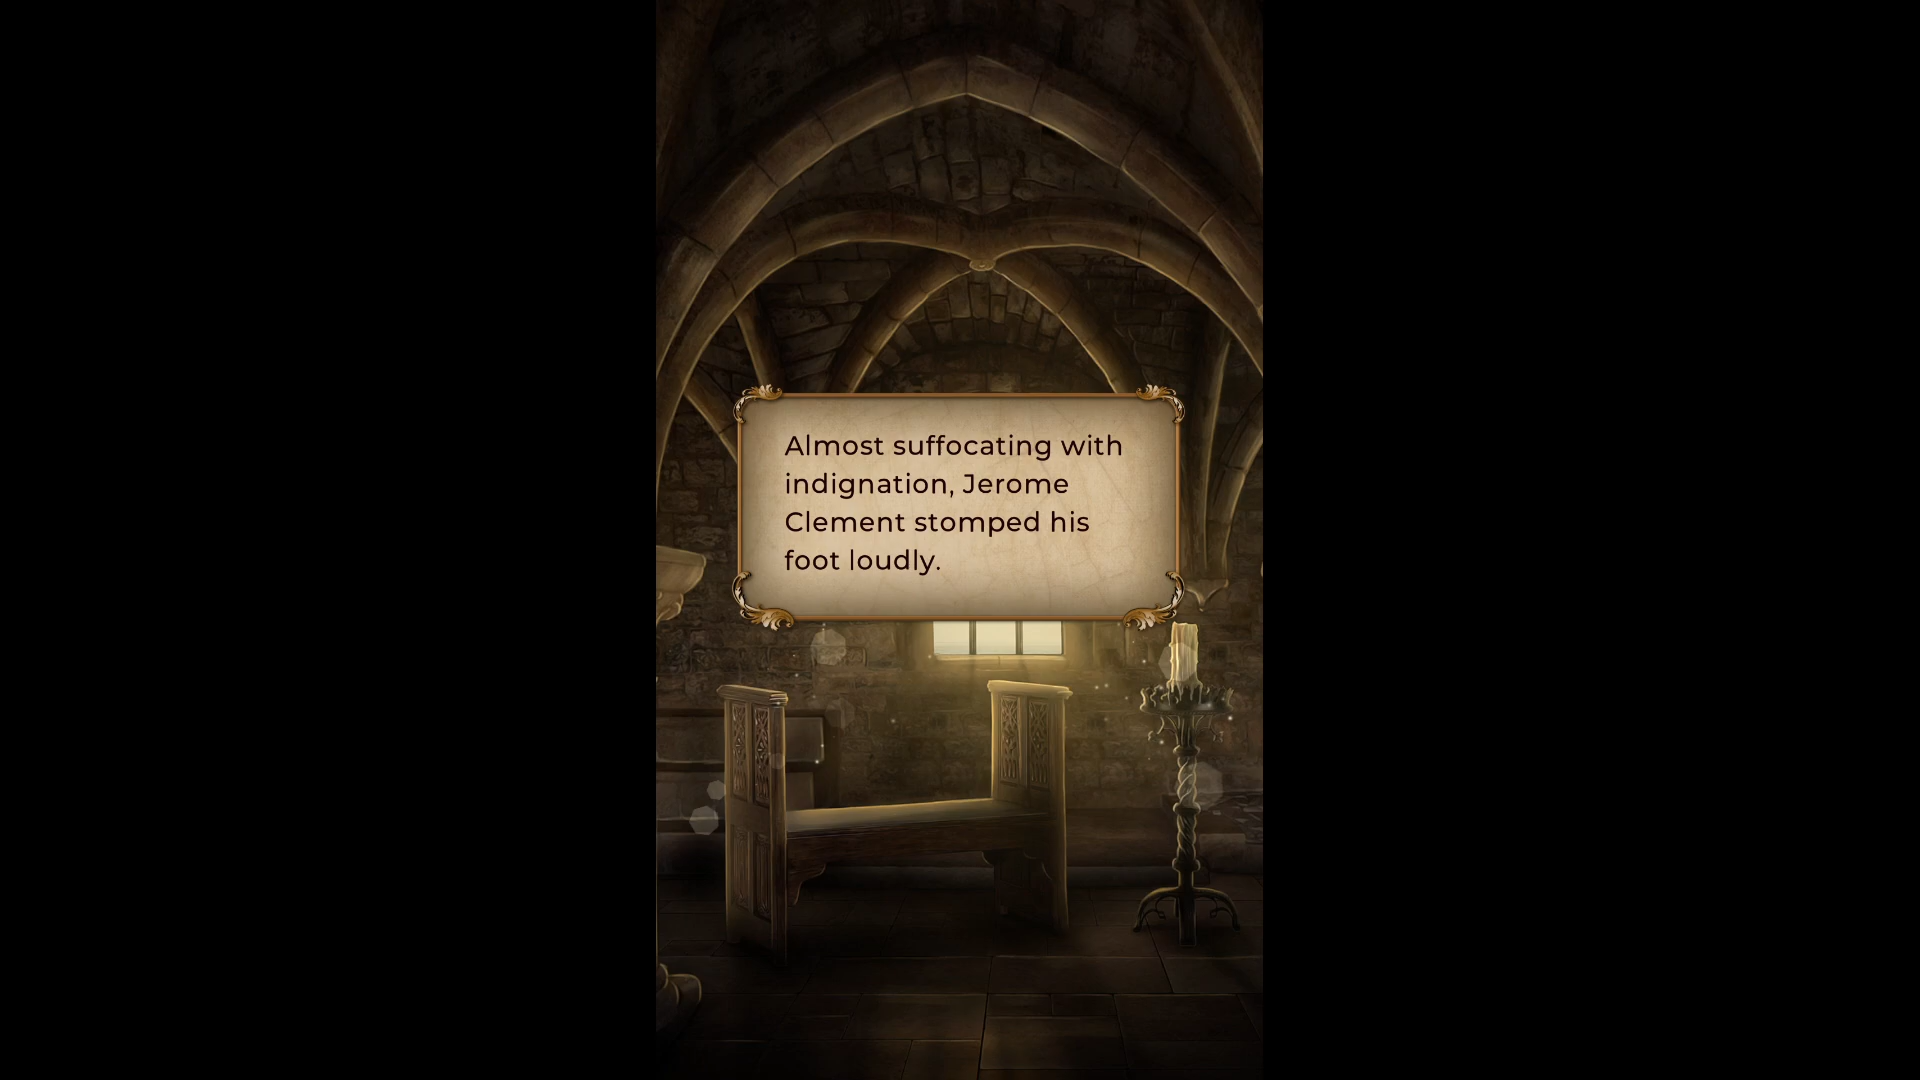 Almost suffocating with
indignation, Jerome
Clement stomped his
foot loudly.